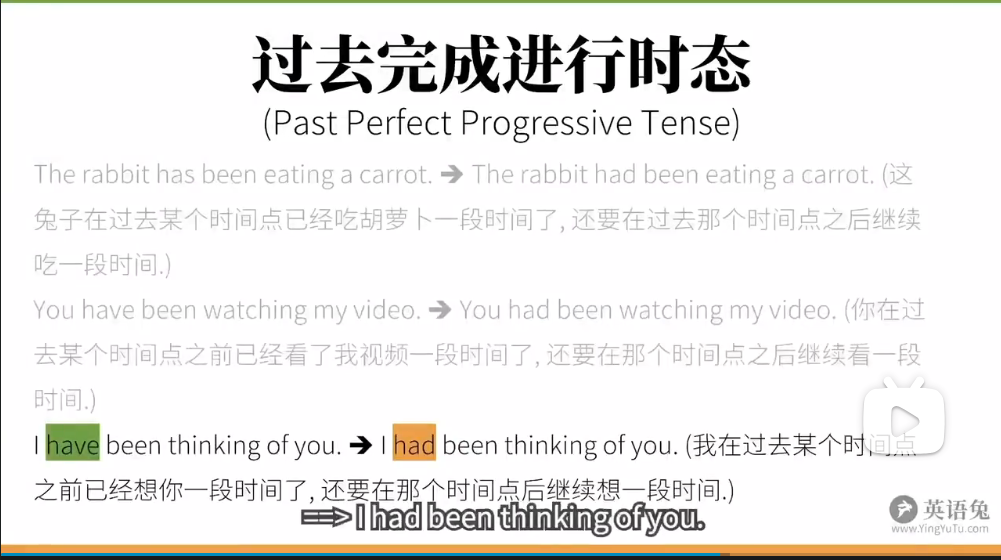 过去完成进行时态
(Past Perfect Progressive Tense)
The rabbit has been eating a carrot. ➔ The rabbit had been eating a carrot. (这
兔子在过去某个时间点已经吃胡萝卜一段时间了, 还要在过去那个时间点之后继续
吃一段时间.)
You have been watching my video. ➔ You had been watching my video. (你在过
去某个时间点之前已经看了我视频一段时间了, 还要在那个时间点之后继续看一段
时间.)
I have been thinking of you. ➔ I had been thinking of you. (我在过去某个时间点
之前已经想你一段时间了, 还要在那个时间点后继续想一段时间.)
==>I had been thinking of you.
英语兔
www.YingYuTu.com